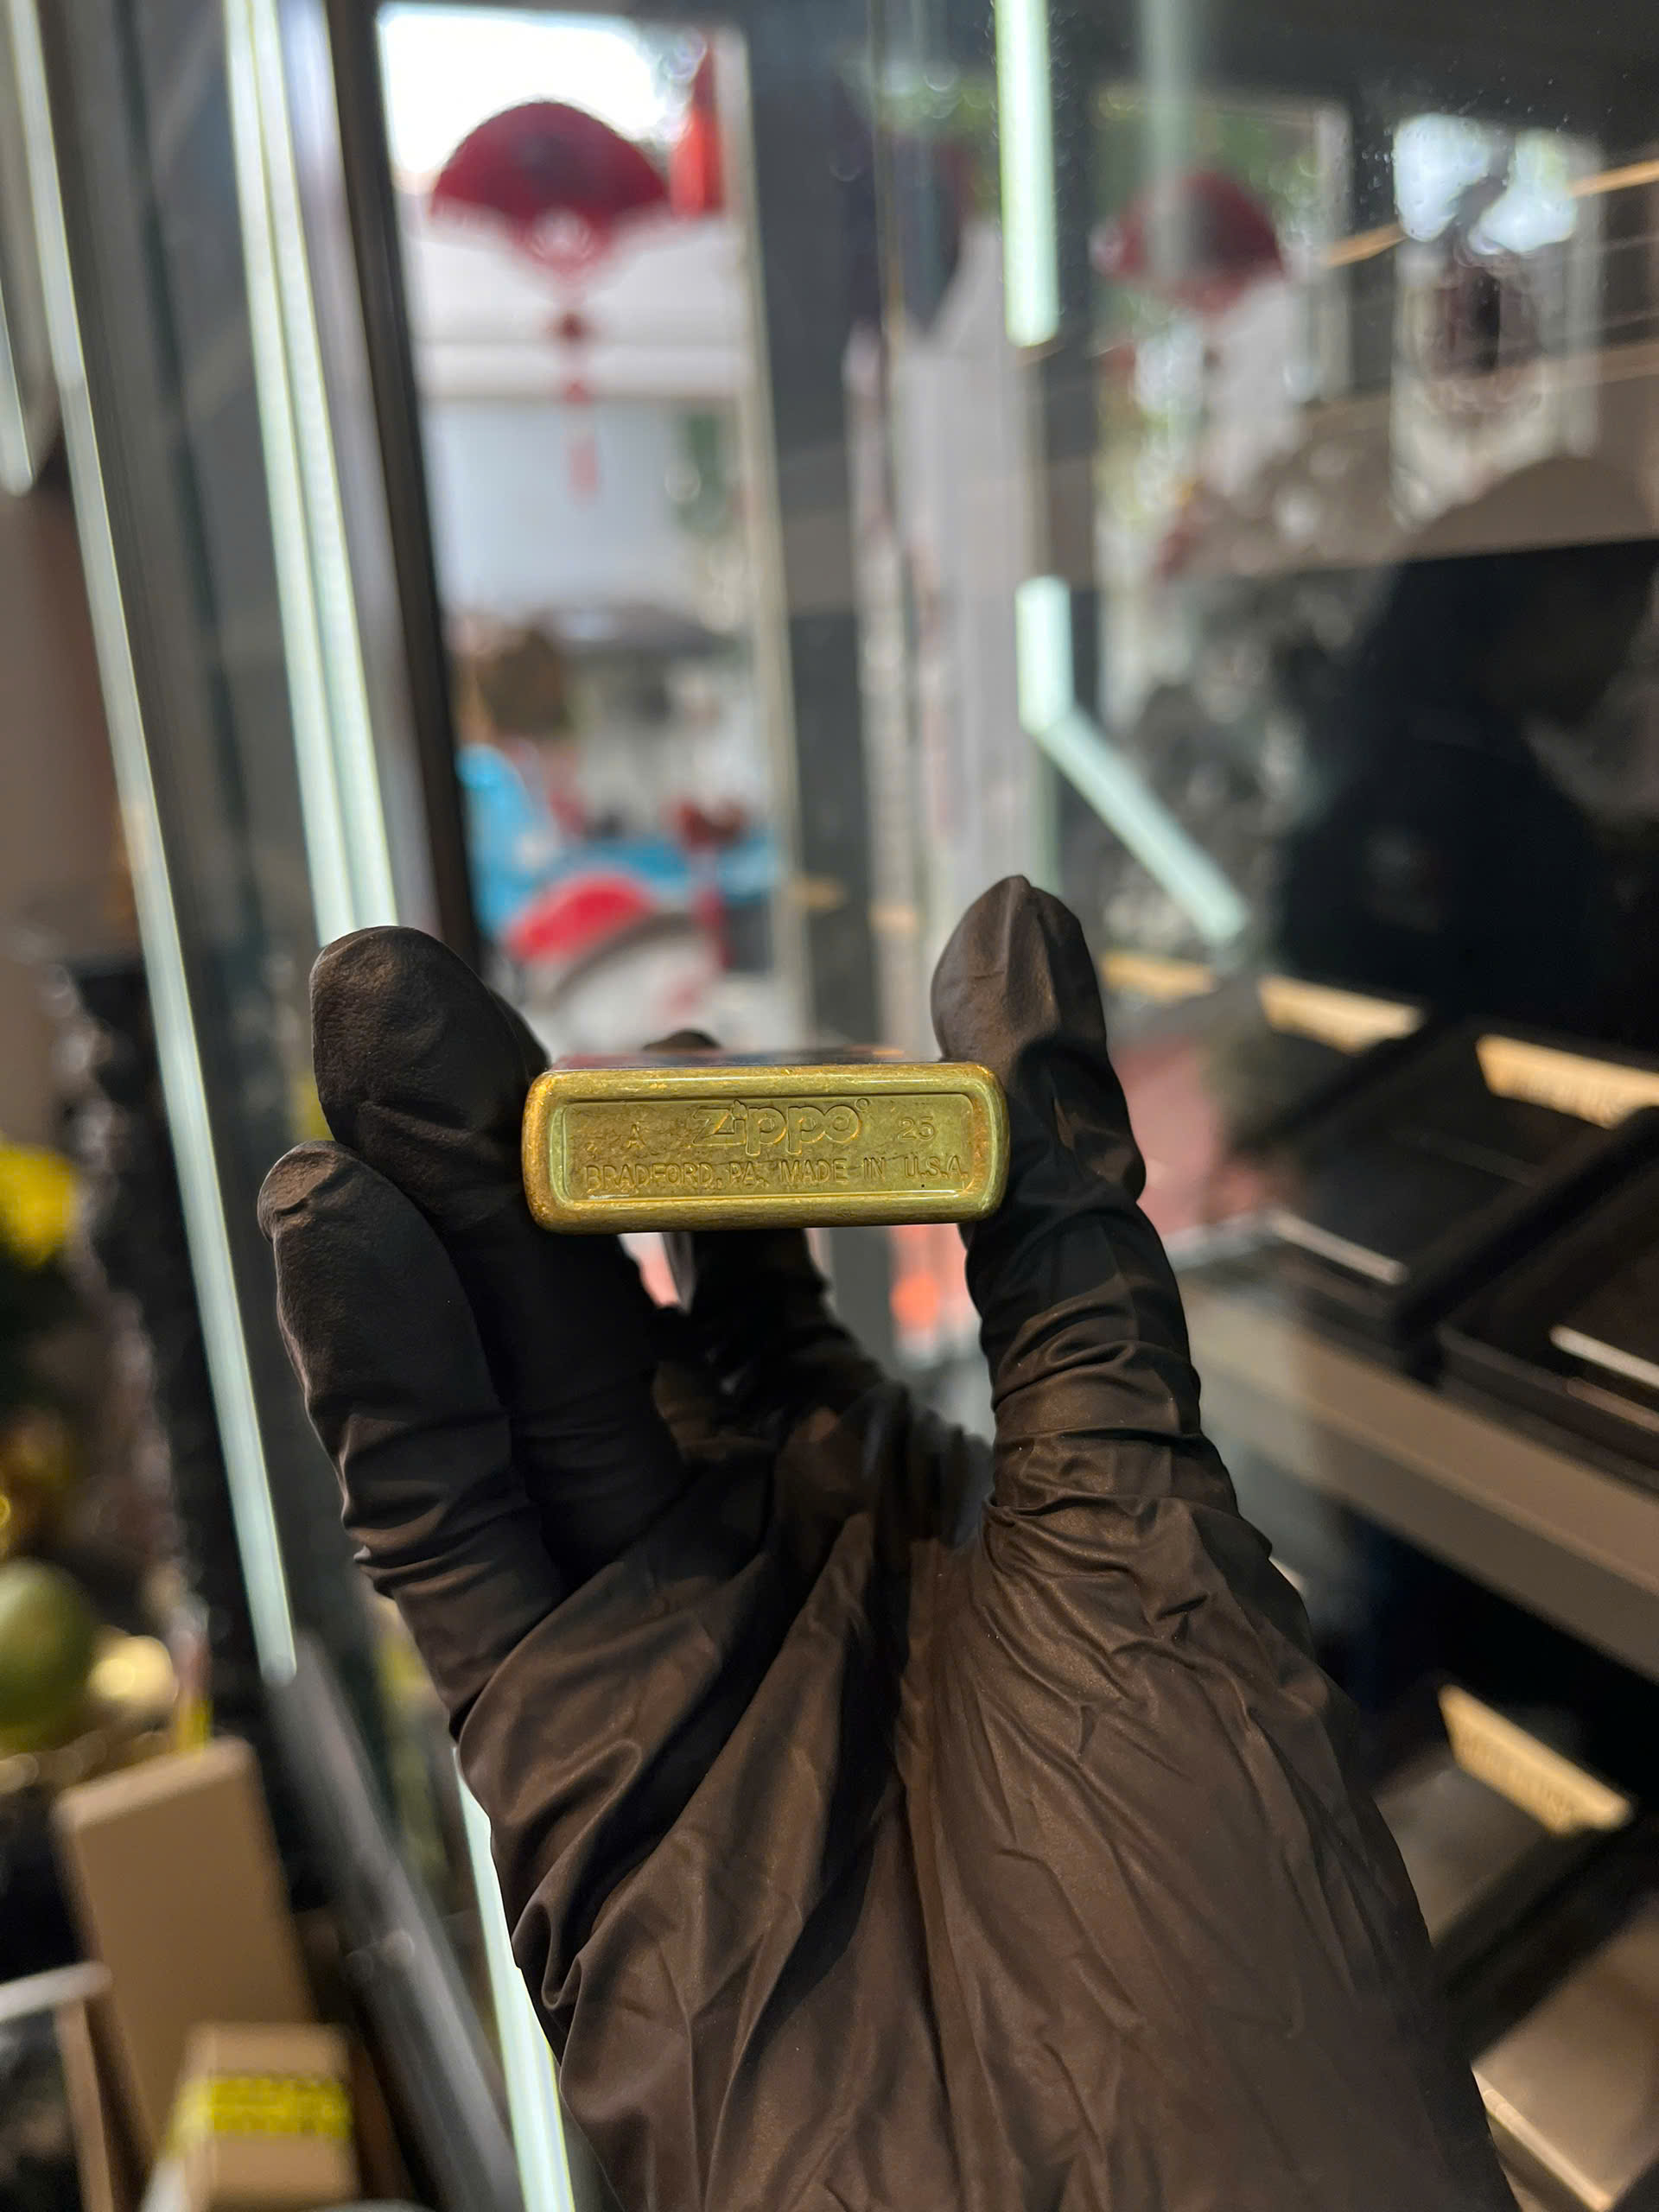 A Zippo® 25
BRADFORD, PA. MADE IN U.S.A.